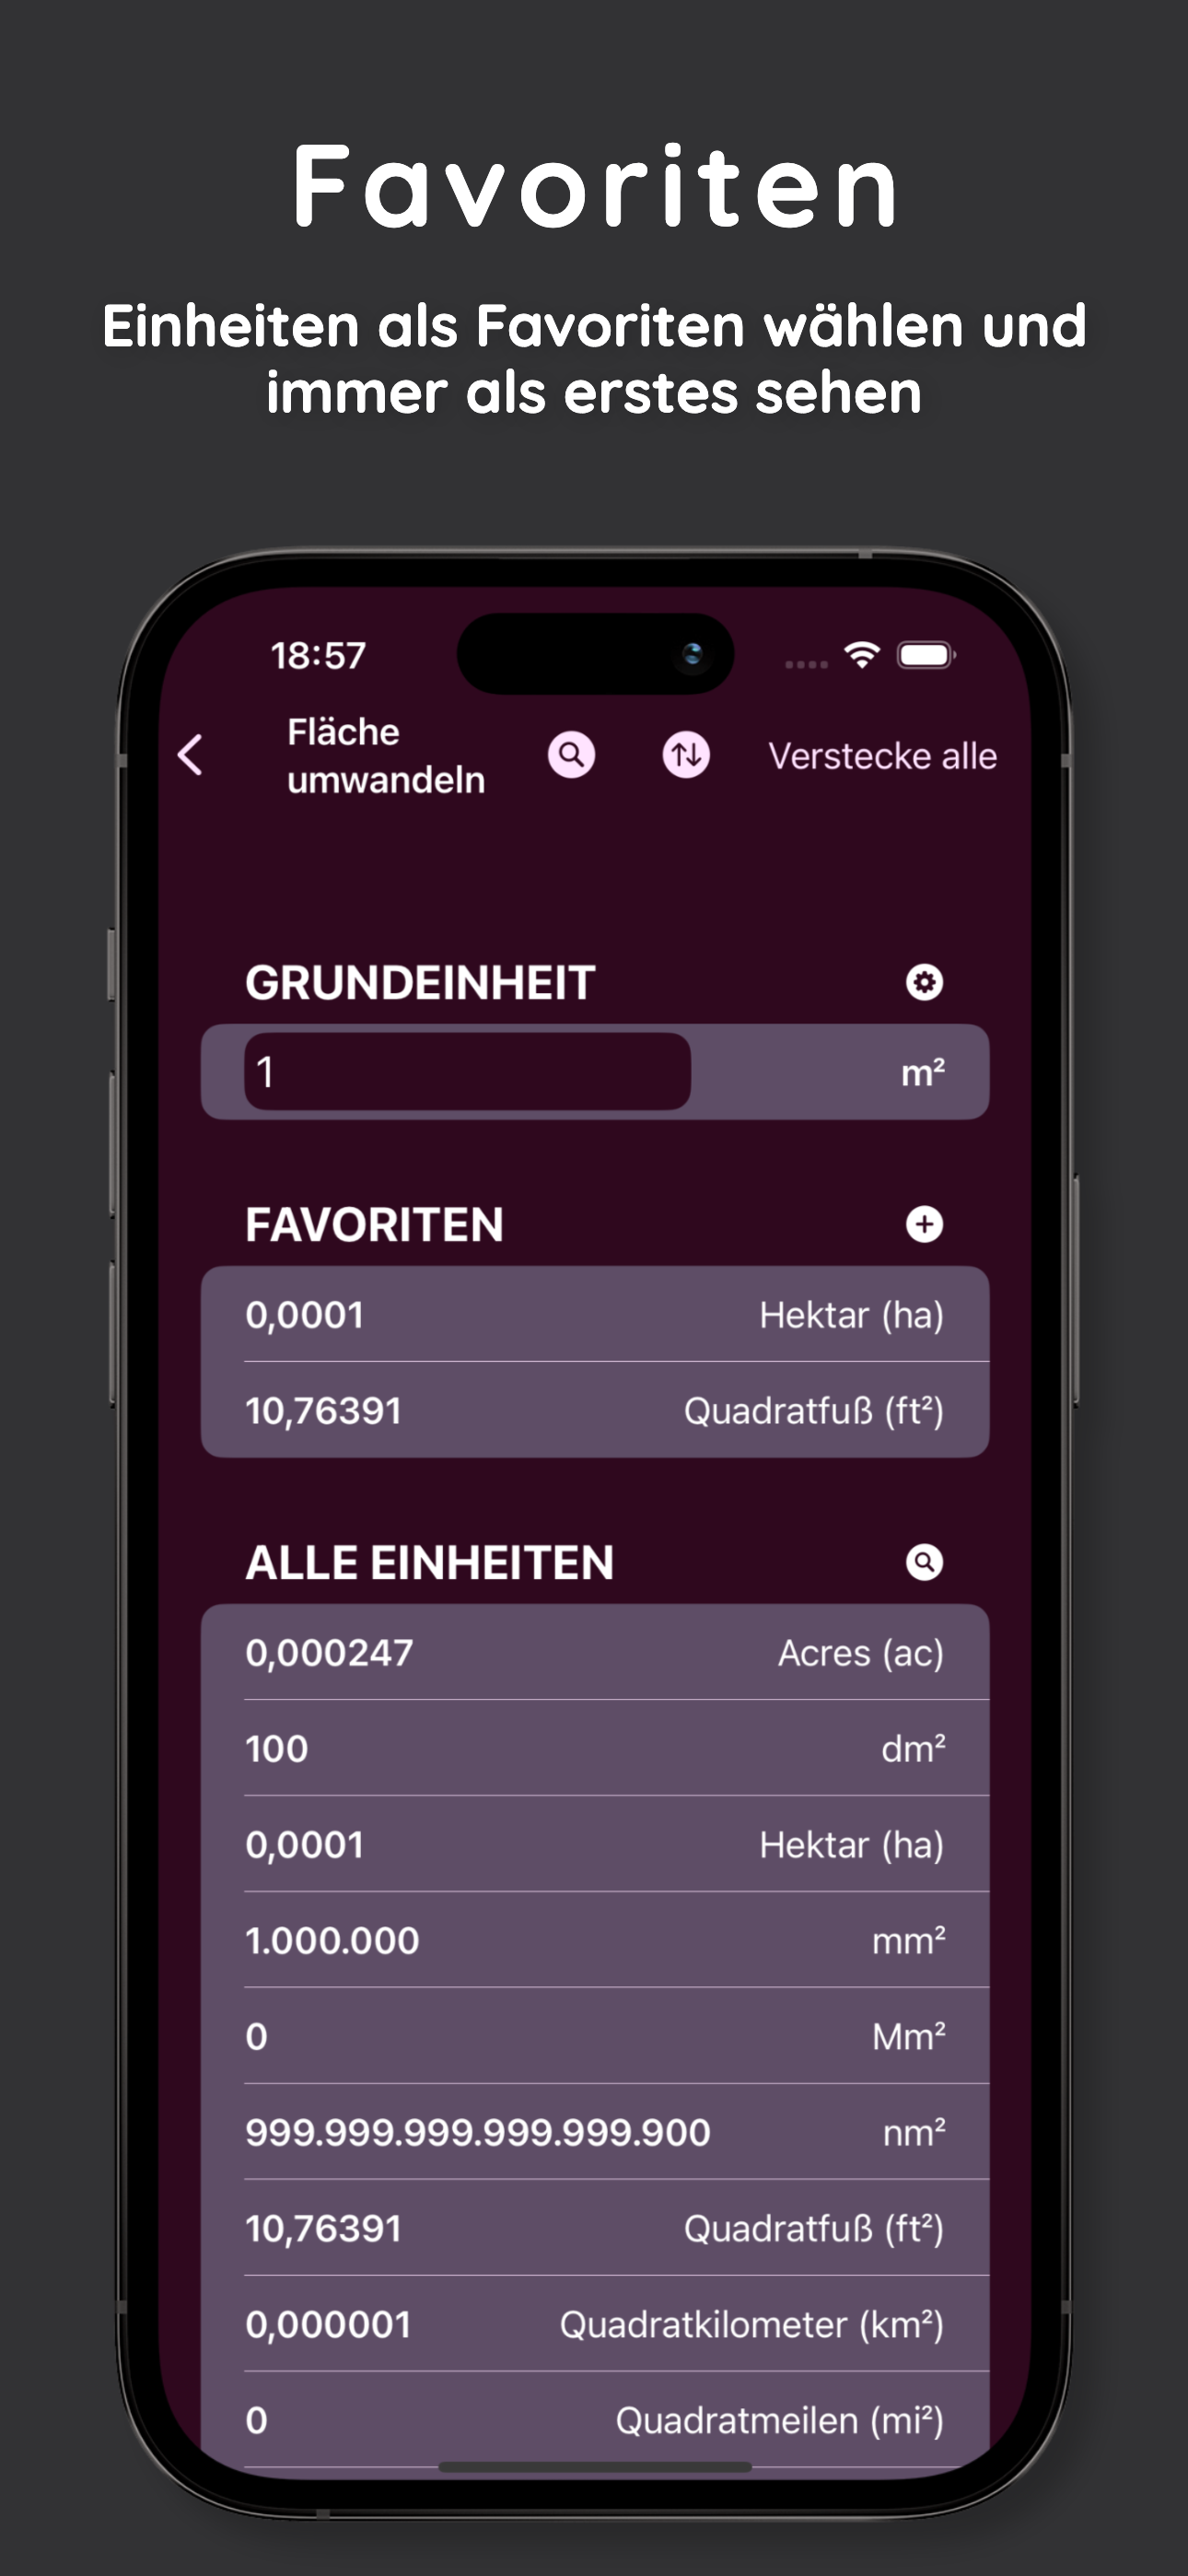 Favoriten
Einheiten als Favoriten wählen und
immer als erstes sehen
18:57
Fläche
umwandeln
Verstecke alle
GRUNDEINHEIT
1 m²
FAVORITEN
0,0001 Hektar (ha)
10,76391 Quadratfuß (ft²)
ALLE EINHEITEN
0,000247 Acres (ac)
100 dm²
0,0001 Hektar (ha)
1.000.000 mm²
0 Mm²
999.999.999.999.999.900 nm²
10,76391 Quadratfuß (ft²)
0,000001 Quadratkilometer (km²)
0 Quadratmeilen (mi²)